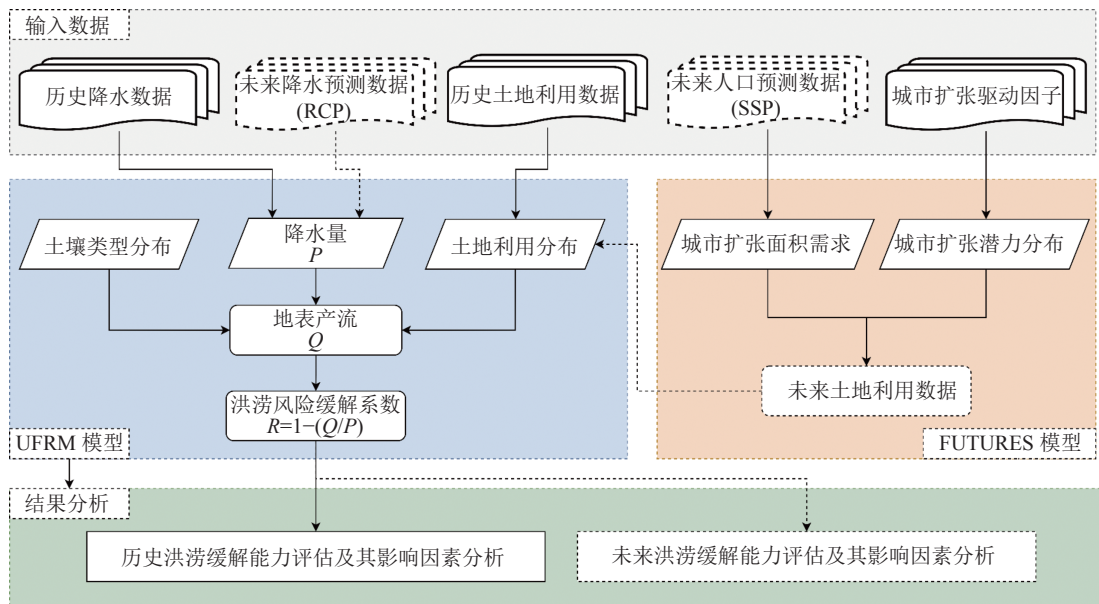 输入数据
历史降水数据
未来降水预测数据
(RCP)
历史土地利用数据
未来人口预测数据
(SSP)
城市扩张驱动因子
土壤类型分布
降水量
P
土地利用分布
城市扩张面积需求
城市扩张潜力分布
地表产流
Q
未来土地利用数据
洪涝风险缓解系数
R=1−(Q/P)
UFRM 模型
FUTURES 模型
结果分析
历史洪涝缓解能力评估及其影响因素分析
未来洪涝缓解能力评估及其影响因素分析